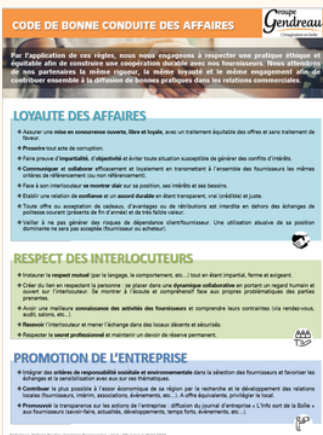 CODE DE BONNE CONDUITE DES AFFAIRES
Groupe
Gendreau
L'imagination en boîte
Par l'application de ces règles, nous nous engageons à respecter une pratique éthique et
équitable afin de construire une coopération durable avec nos fournisseurs. Nous attendons
de nos partenaires la même rigueur, la même loyauté et le même engagement afin de
contribuer ensemble à la diffusion de bonnes pratiques dans les relations commerciales.
LOYAUTE DES AFFAIRES
❖ Assurer une mise en concurrence ouverte, libre et loyale, avec un traitement équitable des offres et sans traitement de
faveur.
❖ Proscrire tout acte de corruption.
❖ Faire preuve d'impartialité, d'objectivité et éviter toute situation susceptible de générer des conflits d'intérêts.
❖ Communiquer et collaborer efficacement et loyalement en transmettant à l'ensemble des fournisseurs les mêmes
critères de référencement (ou non référencement).
❖ Face à son interlocuteur se montrer clair sur sa position, ses intérêts et ses besoins.
❖ Etablir une relation de confiance et un accord durable en étant transparent, vrai (crédible) et juste.
❖ Toute offre ou acceptation de cadeaux, d'avantages ou de rétributions est interdite en dehors des échanges de
politesse courant (présents de fin d'année) et de très faible valeur.
❖ Veiller à ne pas générer des risques de dépendance client/fournisseur. Une utilisation abusive de sa position
dominante ne sera pas acceptée (fournisseur ou acheteur).
RESPECT DES INTERLOCUTEURS
❖ Instaurer le respect mutuel (par le langage, le comportement, etc...) tout en étant impartial, ferme et exigeant.
❖ Créer du lien en respectant la personne : se placer dans une dynamique collaborative en portant un regard humain et
ouvert sur l'interlocuteur. Se montrer à l'écoute et compréhensif face aux propres problématiques des parties
prenantes.
❖ Avoir une meilleure connaissance des activités des fournisseurs et comprendre leurs contraintes (via rendez-vous,
audit, salons, etc...).
❖ Recevoir l'interlocuteur et mener l'échange dans des locaux décents et sécurisés.
❖ Respecter le secret professionnel et maintenir un devoir de réserve permanent.
PROMOTION DE L'ENTREPRISE
❖ Intégrer des critères de responsabilité sociétale et environnementale dans la sélection des fournisseurs et favoriser les
échanges et la sensibilisation avec eux sur ces thématiques.
❖ Contribuer le plus possible à l'essor économique de sa région par la recherche et le développement des relations
locales (fournisseurs, intérim, associations, événements, etc...). A offre équivalente, privilégier le local.
❖ Promouvoir la transparence sur les actions de l'entreprise : diffusion du journal d'entreprise « L'Info sort de la Boîte »
aux fournisseurs (savoir-faire, actualités, développements, temps forts, événements, etc...).